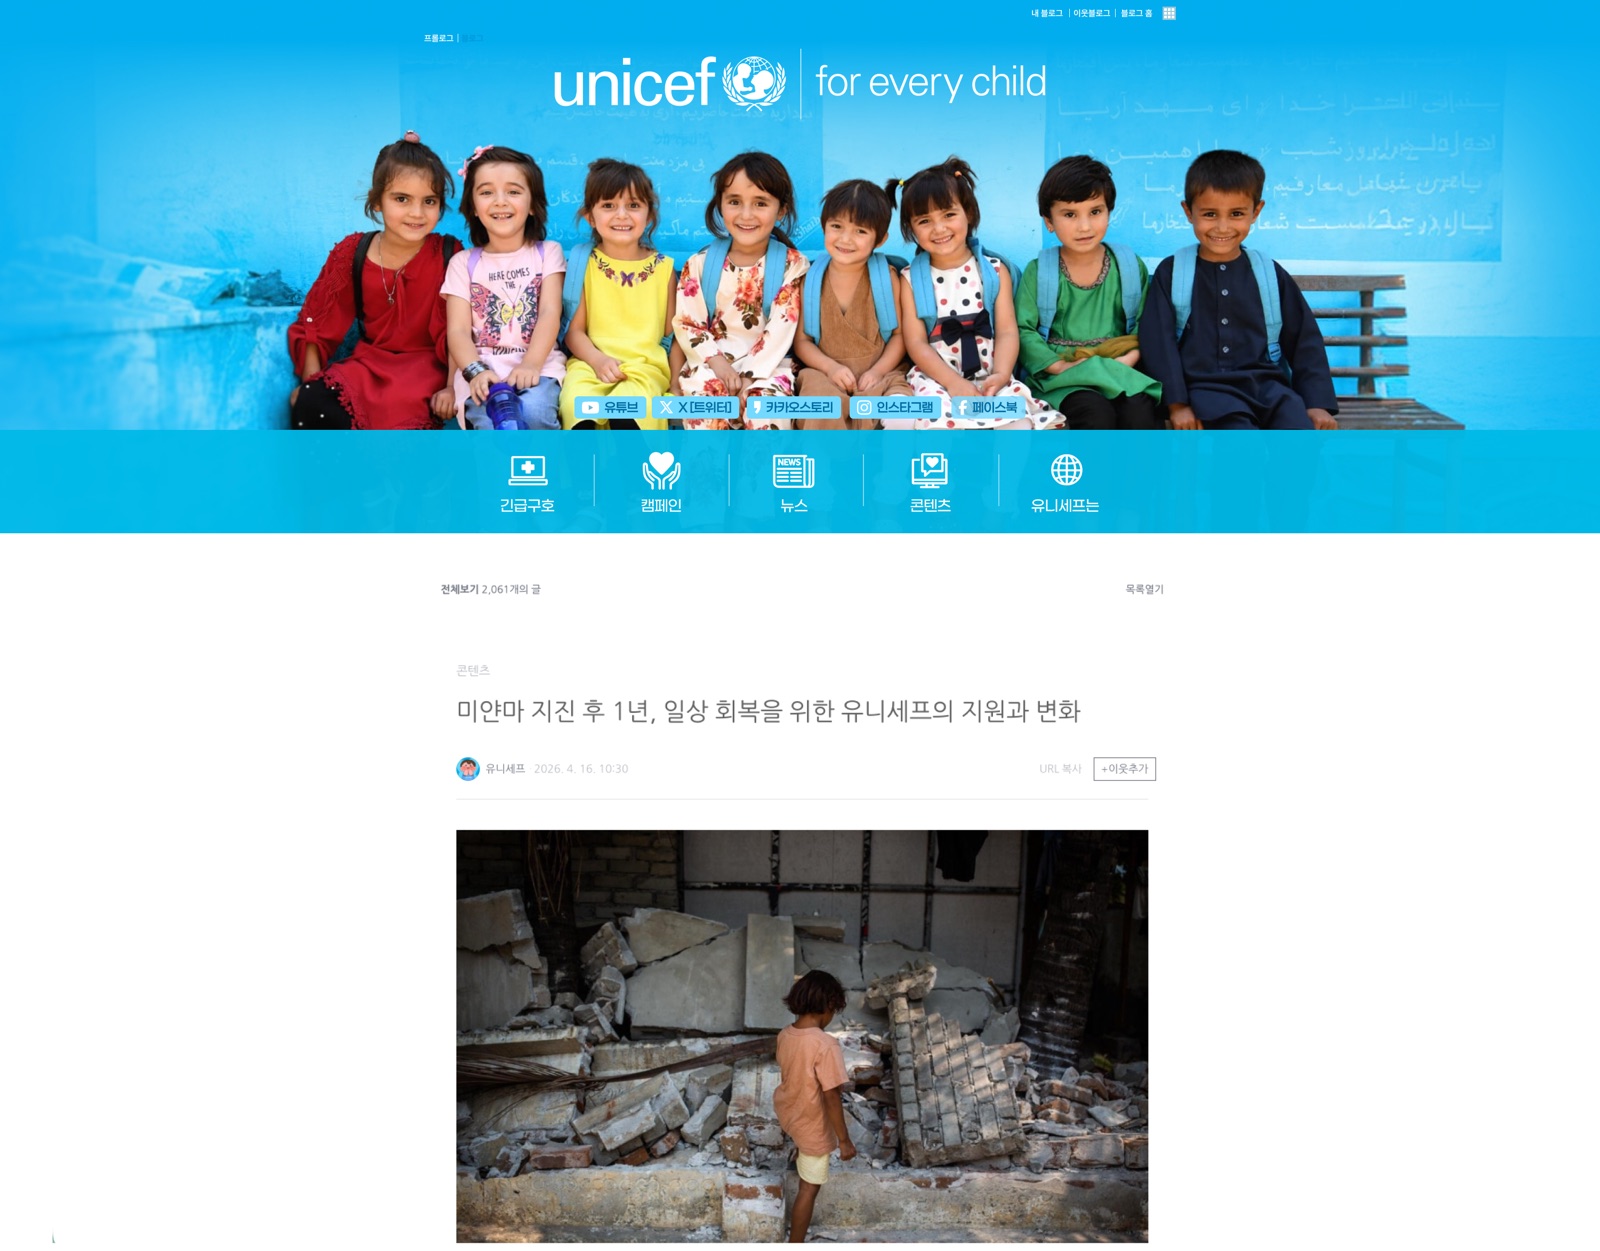 내 블로그 | 이웃블로그 | 블로그 홈
프롤로그 | 블로그
unicef for every child
HERE COMES
THE
유튜브 X [트위터] 카카오스토리 인스타그램 페이스북
NEWS
긴급구호 캠페인 뉴스 콘텐츠 유니세프는
전체보기 2,061개의 글 목록열기
콘텐츠
미얀마 지진 후 1년, 일상 회복을 위한 유니세프의 지원과 변화
유니세프 2026. 4. 16. 10:30 URL 복사 +이웃추가